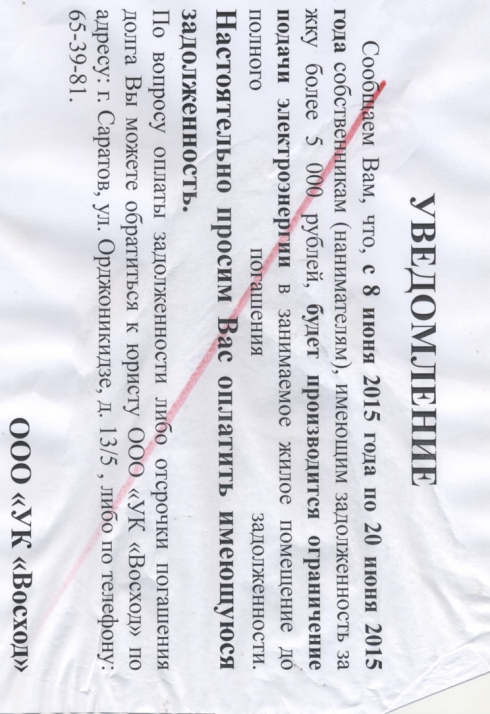 УВЕДОМЛЕНИЕ
Сообщаем Вам, что, с 8 июня 2015 года по 20 июня 2015
года собственникам (нанимателям), имеющим задолженность за
жку более 5 000 рублей, будет производится ограничение
подачи электроэнергии в занимаемое жилое помещение до
полного погашения задолженности.
Настоятельно просим Вас оплатить имеющуюся
задолженность.
По вопросу оплаты задолженности либо отсрочки погашения
долга Вы можете обратиться к юристу ООО «УК «Восход» по
адресу: г. Саратов, ул. Орджоникидзе, д. 13/5 , либо по телефону:
65-39-81.
ООО «УК «Восход»